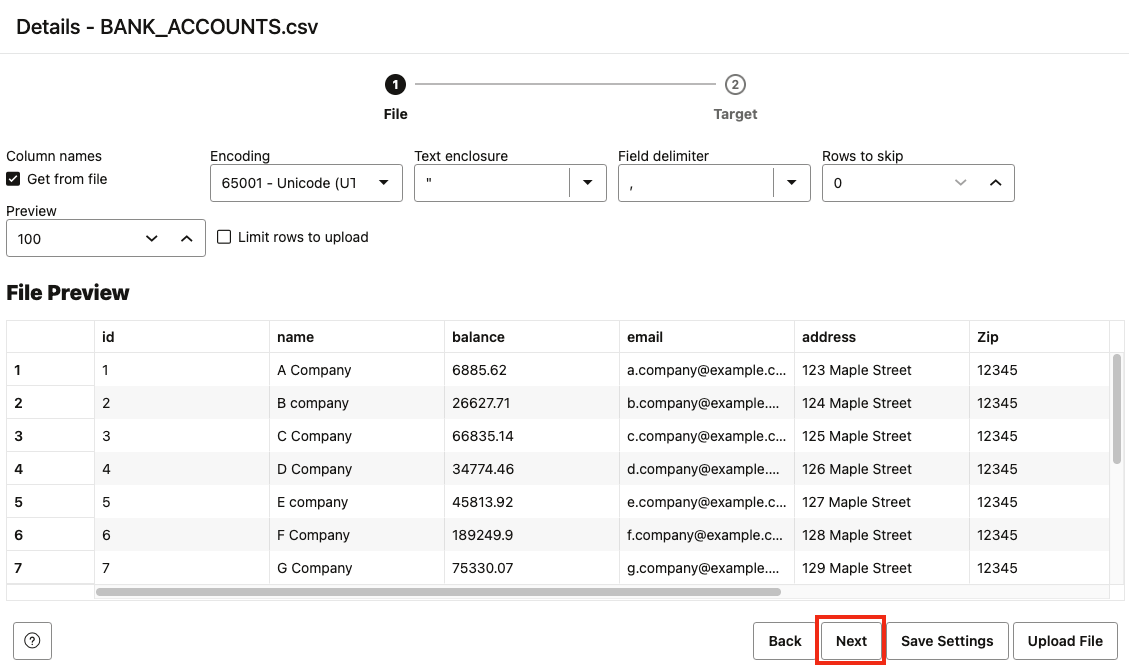 Details - BANK_ACCOUNTS.csv
1 2
File Target
Column names Encoding Text enclosure Field delimiter Rows to skip
Get from file 65001 - Unicode (UT " , 0
Preview
100 Limit rows to upload
File Preview
id name balance email address Zip
1 1 A Company 6885.62 a.company@example.c... 123 Maple Street 12345
2 2 B company 26627.71 b.company@example.... 124 Maple Street 12345
3 3 C Company 66835.14 c.company@example.c... 125 Maple Street 12345
4 4 D Company 34774.46 d.company@example.... 126 Maple Street 12345
5 5 E company 45813.92 e.company@example.... 127 Maple Street 12345
6 6 F Company 189249.9 f.company@example.c... 128 Maple Street 12345
7 7 G Company 75330.07 g.company@example.... 129 Maple Street 12345
? Back Next Save Settings Upload File